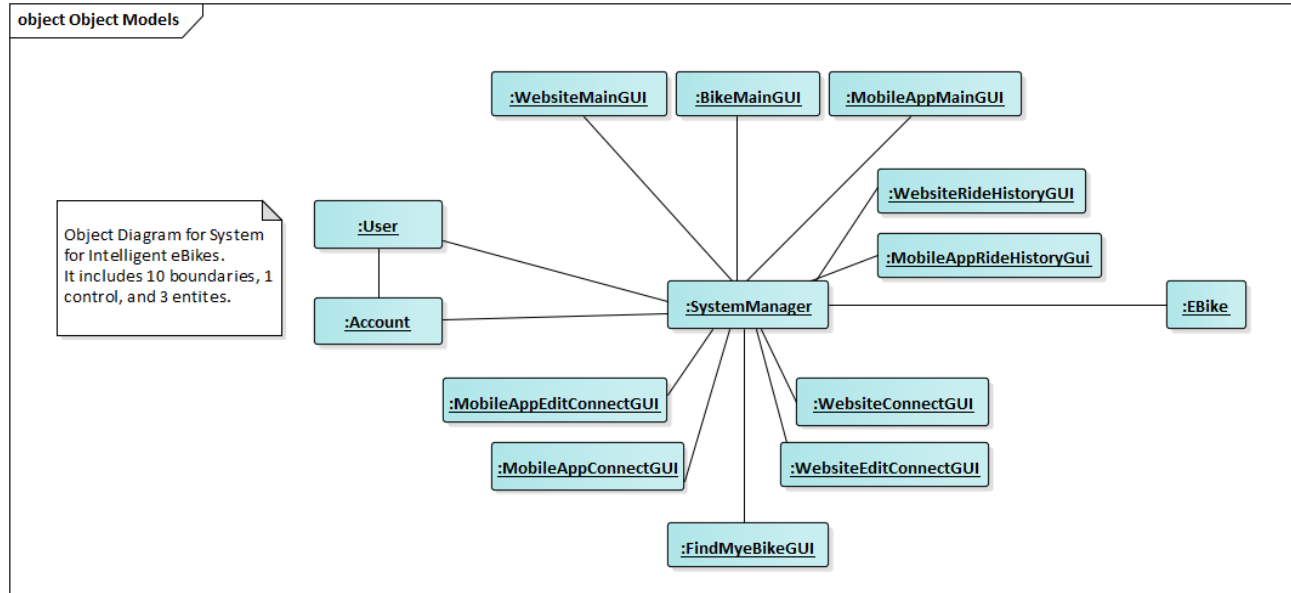 object Object Models
:WebsiteMainGUI
:BikeMainGUI
:MobileAppMainGUI
:WebsiteRideHistoryGUI
:User
Object Diagram for System
for Intelligent eBikes.
It includes 10 boundaries, 1
control, and 3 entites.
:MobileAppRideHistoryGui
:SystemManager
:EBike
:Account
:MobileAppEditConnectGUI
:WebsiteConnectGUI
:MobileAppConnectGUI
:WebsiteEditConnectGUI
:FindMyeBikeGUI